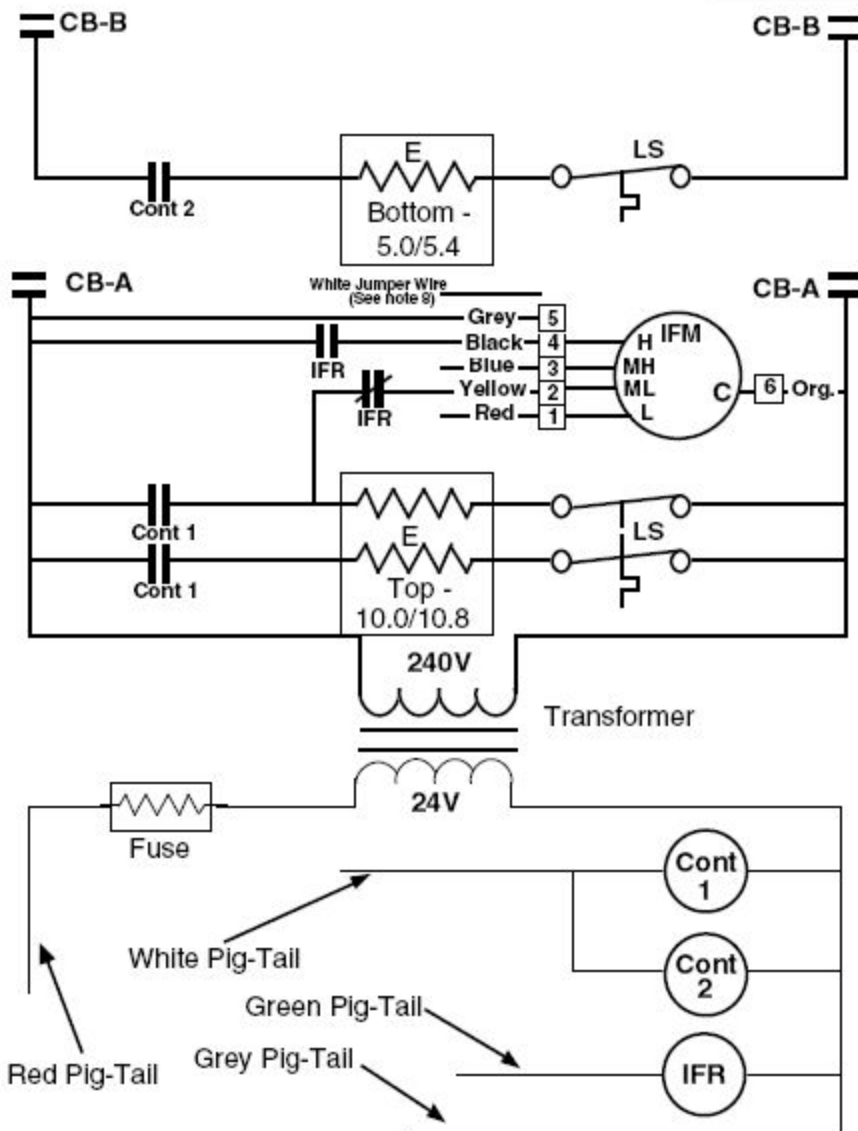 CB-B
CB-B
E
LS
Cont 2
Bottom -
5.0/5.4
CB-A
CB-A
White Jumper Wire
(See note 8)
Grey
5
IFM
Black
4
H
IFR
Blue
3
MH
Yellow
2
ML
C
6
Org.
IFR
Red
1
L
Cont 1
LS
E
Cont 1
Top -
10.0/10.8
240V
Transformer
24V
Fuse
Cont
1
White Pig-Tail
Cont
2
Green Pig-Tail
Grey Pig-Tail
Red Pig-Tail
IFR